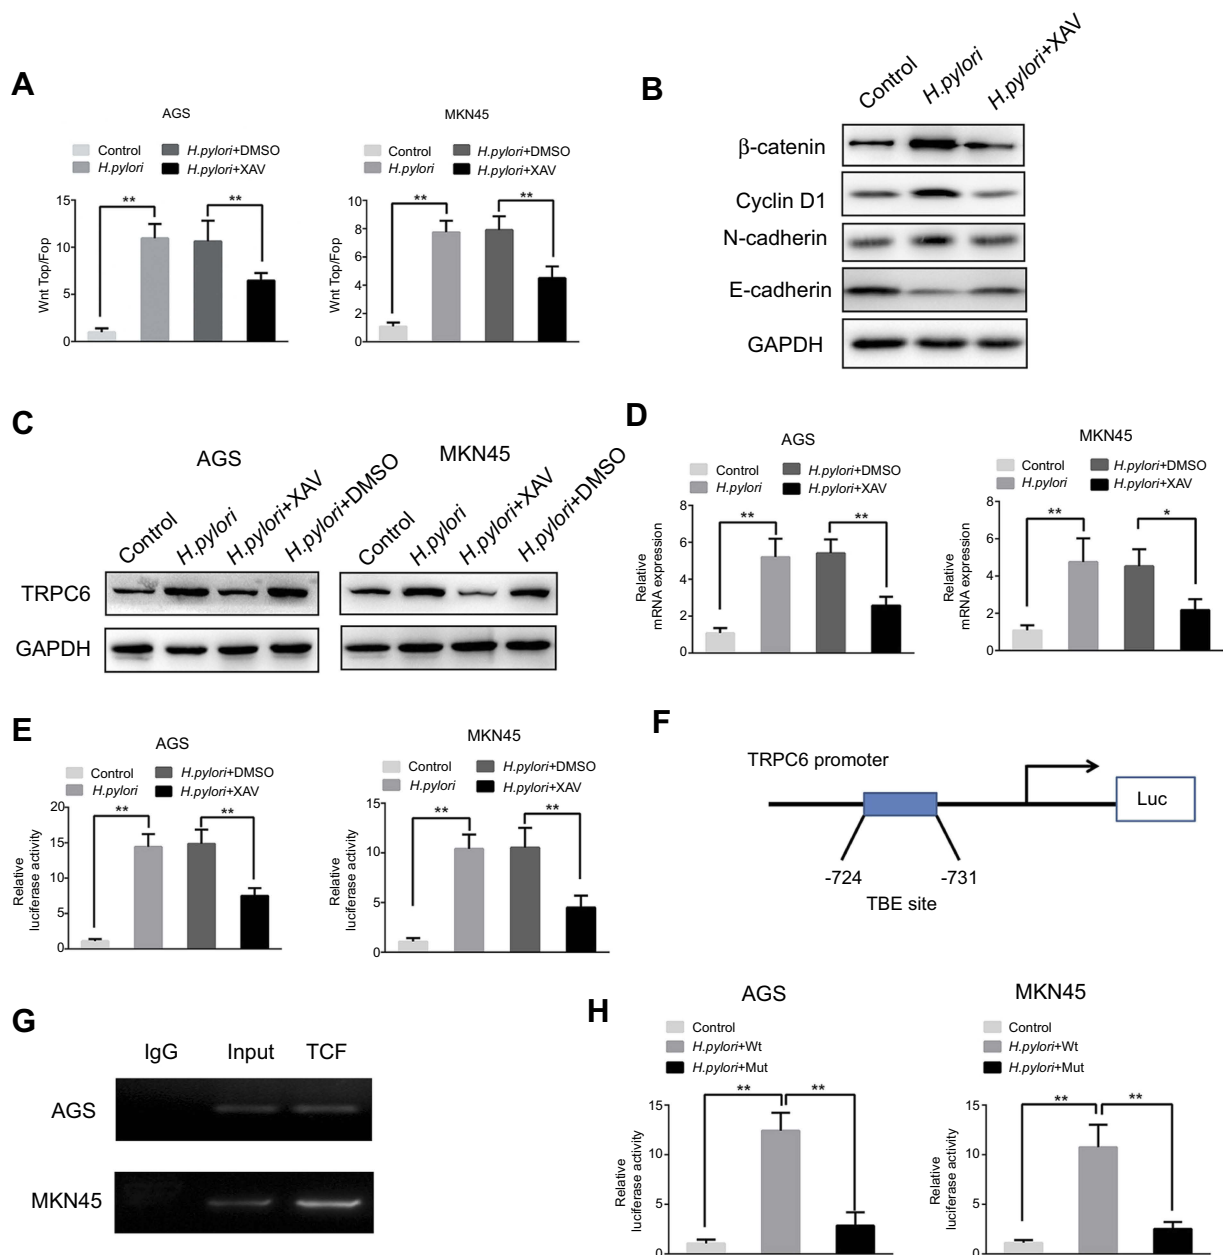 A
AGS
Control
H.pylori+DMSO
H.pylori
H.pylori+XAV
Wnt Top/Fop
15
10
5
0
**
**
MKN45
Control
H.pylori+DMSO
H.pylori
H.pylori+XAV
Wnt Top/Fop
10
8
6
4
2
0
**
**
B
Control
H.pylori
H.pylori+XAV
β-catenin
Cyclin D1
N-cadherin
E-cadherin
GAPDH
C
AGS
MKN45
Control
H.pylori
H.pylori+XAV
H.pylori+DMSO
Control
H.pylori
H.pylori+XAV
H.pylori+DMSO
TRPC6
GAPDH
D
AGS
Control
H.pylori+DMSO
H.pylori
H.pylori+XAV
Relative
mRNA expression
8
6
4
2
0
**
**
MKN45
Control
H.pylori+DMSO
H.pylori
H.pylori+XAV
Relative
mRNA expression
8
6
4
2
0
**
*
E
AGS
Control
H.pylori+DMSO
H.pylori
H.pylori+XAV
Relative
luciferase activity
20
15
10
5
0
**
**
MKN45
Control
H.pylori+DMSO
H.pylori
H.pylori+XAV
Relative
luciferase activity
15
10
5
0
**
**
F
TRPC6 promoter
Luc
-724
-731
TBE site
G
IgG
Input
TCF
AGS
MKN45
H
AGS
Control
H.pylori+Wt
H.pylori+Mut
Relative
luciferase activity
15
10
5
0
**
**
MKN45
Control
H.pylori+Wt
H.pylori+Mut
Relative
luciferase activity
15
10
5
0
**
**